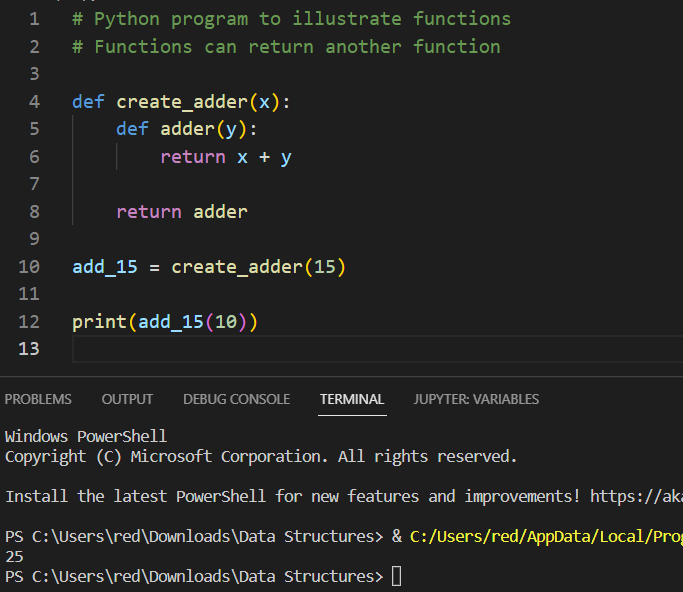 1 # Python program to illustrate functions
2 # Functions can return another function
3
4 def create_adder(x):
5     def adder(y):
6         return x + y
7
8     return adder
9
10 add_15 = create_adder(15)
11
12 print(add_15(10))
13
PROBLEMS OUTPUT DEBUG CONSOLE TERMINAL JUPYTER: VARIABLES
Windows PowerShell
Copyright (C) Microsoft Corporation. All rights reserved.
Install the latest PowerShell for new features and improvements! https://aka
PS C:\Users\red\Downloads\Data Structures> & C:/Users/red/AppData/Local/Prog
25
PS C:\Users\red\Downloads\Data Structures>